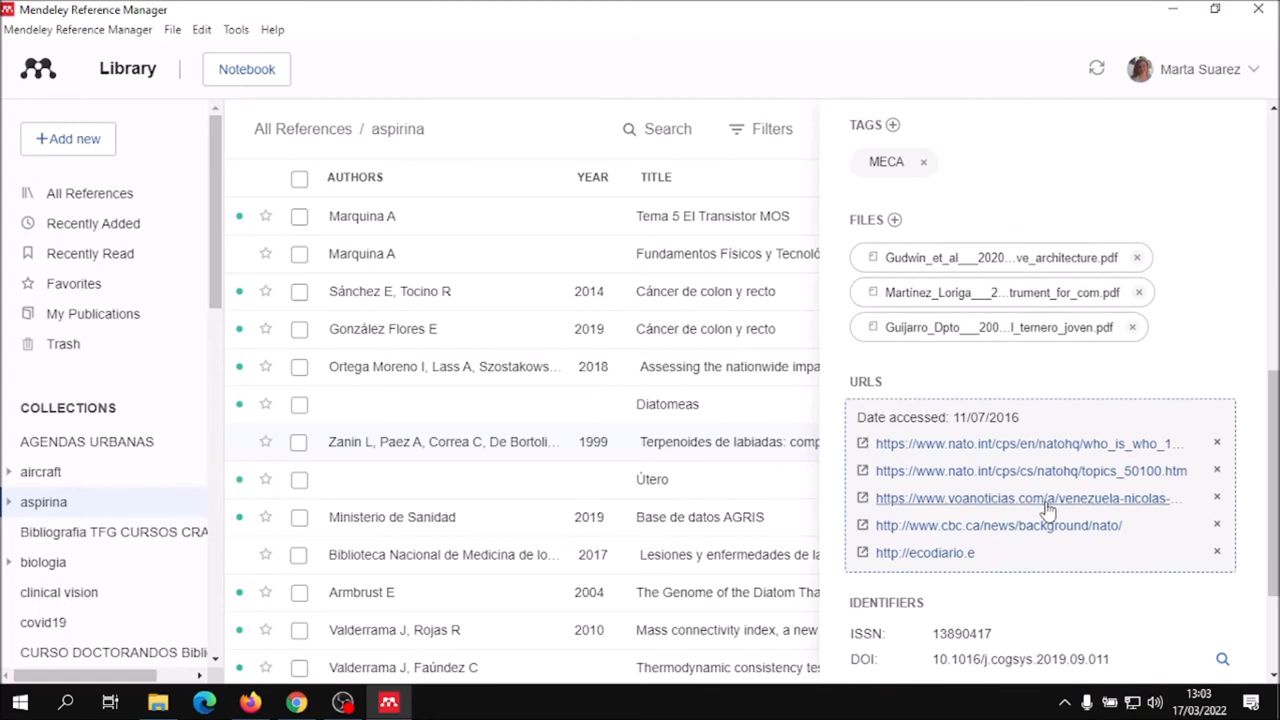 Mendeley Reference Manager
Mendeley Reference Manager File Edit Tools Help
Library Notebook Marta Suarez
+Add new
All References
Recently Added
Recently Read
Favorites
My Publications
Trash
COLLECTIONS
AGENDAS URBANAS
aircraft
aspirina
Bibliografia TFG CURSOS CRA
biologia
clinical vision
covid19
CURSO DOCTORANDOS Bibli
All References / aspirina Search Filters
AUTHORS YEAR TITLE
Marquina A Tema 5 El Transistor MOS
Marquina A Fundamentos Físicos y Tecnoló
Sánchez E, Tocino R 2014 Cáncer de colon y recto
González Flores E 2019 Cáncer de colon y recto
Ortega Moreno I, Lass A, Szostakows... 2018 Assessing the nationwide impa
Diatomeas
Zanin L, Paez A, Correa C, De Bortoli... 1999 Terpenoides de labiadas: comp
Útero
Ministerio de Sanidad 2019 Base de datos AGRIS
Biblioteca Nacional de Medicina de lo... 2017 Lesiones y enfermedades de la
Armbrust E 2004 The Genome of the Diatom Tha
Valderrama J, Rojas R 2010 Mass connectivity index, a new
Valderrama J, Faúndez C Thermodynamic consistency tes
TAGS
MECA
FILES
Gudwin_et_al___2020...ve_architecture.pdf
Martínez_Loriga___2...trument_for_com.pdf
Guijarro_Dpto___200...l_ternero_joven.pdf
URLS
Date accessed: 11/07/2016
https://www.nato.int/cps/en/natohq/who_is_who_1...
https://www.nato.int/cps/cs/natohq/topics_50100.htm
https://www.voanoticias.com/a/venezuela-nicolas-...
http://www.cbc.ca/news/background/nato/
http://ecodiario.e
IDENTIFIERS
ISSN: 13890417
DOI: 10.1016/j.cogsys.2019.09.011
13:03
17/03/2022